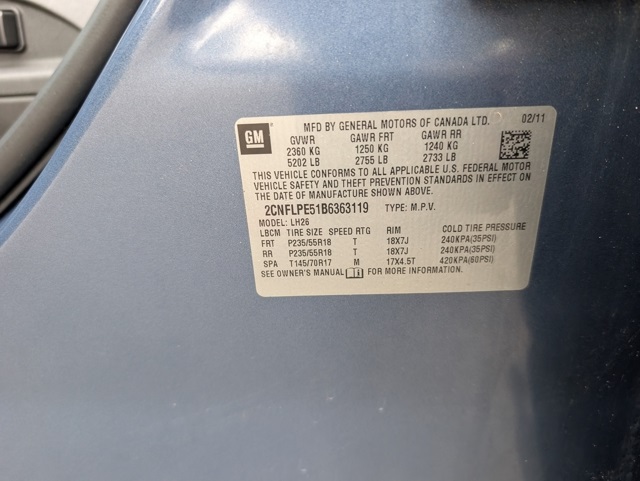 GM
MFD BY GENERAL MOTORS OF CANADA LTD. 02/11
GVWR GAWR FRT GAWR RR
2360 KG 1250 KG 1240 KG
5202 LB 2755 LB 2733 LB
THIS VEHICLE CONFORMS TO ALL APPLICABLE U.S. FEDERAL MOTOR
VEHICLE SAFETY AND THEFT PREVENTION STANDARDS IN EFFECT ON
THE DATE OF MANUFACTURE SHOWN ABOVE.
2CNFLPE51B6363119 TYPE: M.P.V.
MODEL: LH26
LBCM TIRE SIZE SPEED RTG RIM COLD TIRE PRESSURE
FRT P235/55R18 T 18X7J 240KPA(35PSI)
RR P235/55R18 T 18X7J 240KPA(35PSI)
SPA T145/70R17 M 17X4.5T 420KPA(60PSI)
SEE OWNER'S MANUAL FOR MORE INFORMATION.